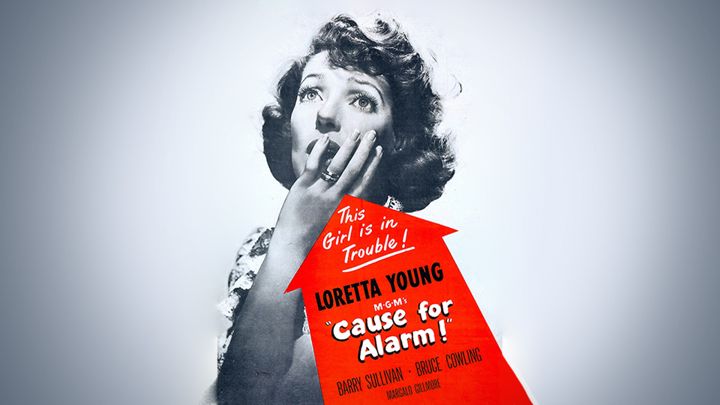 This
Girl is in
Trouble!
LORETTA YOUNG
M-G-M's
"Cause for
Alarm!"
BARRY SULLIVAN · BRUCE COWLING
MARGALO GILLMORE